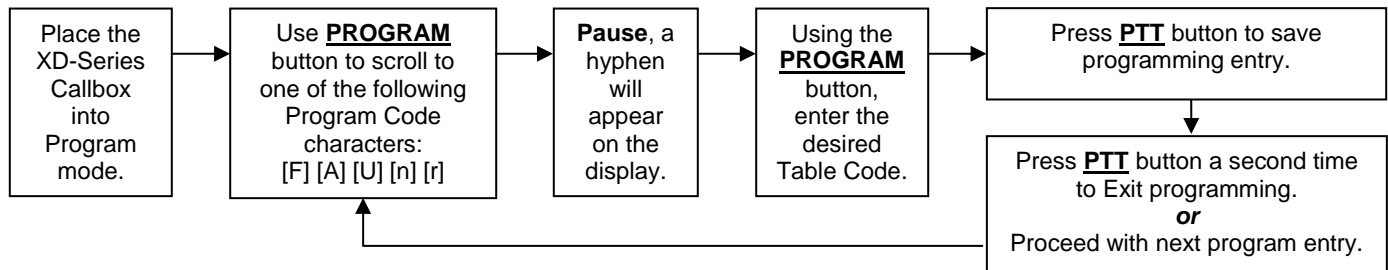 Place the
XD-Series
Callbox
into
Program
mode.
Use PROGRAM
button to scroll to
one of the following
Program Code
characters:
[F] [A] [U] [n] [r]
Pause, a
hyphen
will
appear
on the
display.
Using the
PROGRAM
button,
enter the
desired
Table Code.
Press PTT button to save
programming entry.
Press PTT button a second time
to Exit programming.
or
Proceed with next program entry.